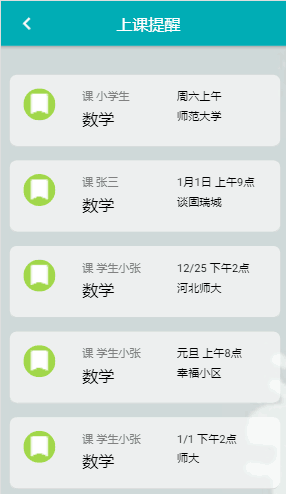 上课提醒
课 小学生
周六上午
数学
师范大学
课 张三
1月1日 上午9点
数学
谈固瑞城
课 学生小张
12/25 下午2点
数学
河北师大
课 学生小张
元旦 上午8点
数学
幸福小区
课 学生小张
1/1 下午2点
数学
师大